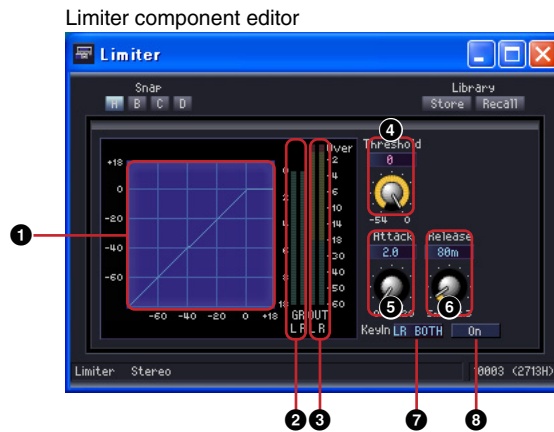 Limiter component editor
Limiter
Snap
A B C D
Library
Store Recall
Threshold
0
-54 0
+18
0
-20
-40
-60
-60 -40 -20 0 +18
Over
-2
-4
-6
-10
-14
-18
-30
-40
-50
-60
GR OUT
L R L R
Attack
2.0
Release
80m
KeyIn LR BOTH On
Limiter Stereo
(2713H)
1
2
3
4
5
6
7
8